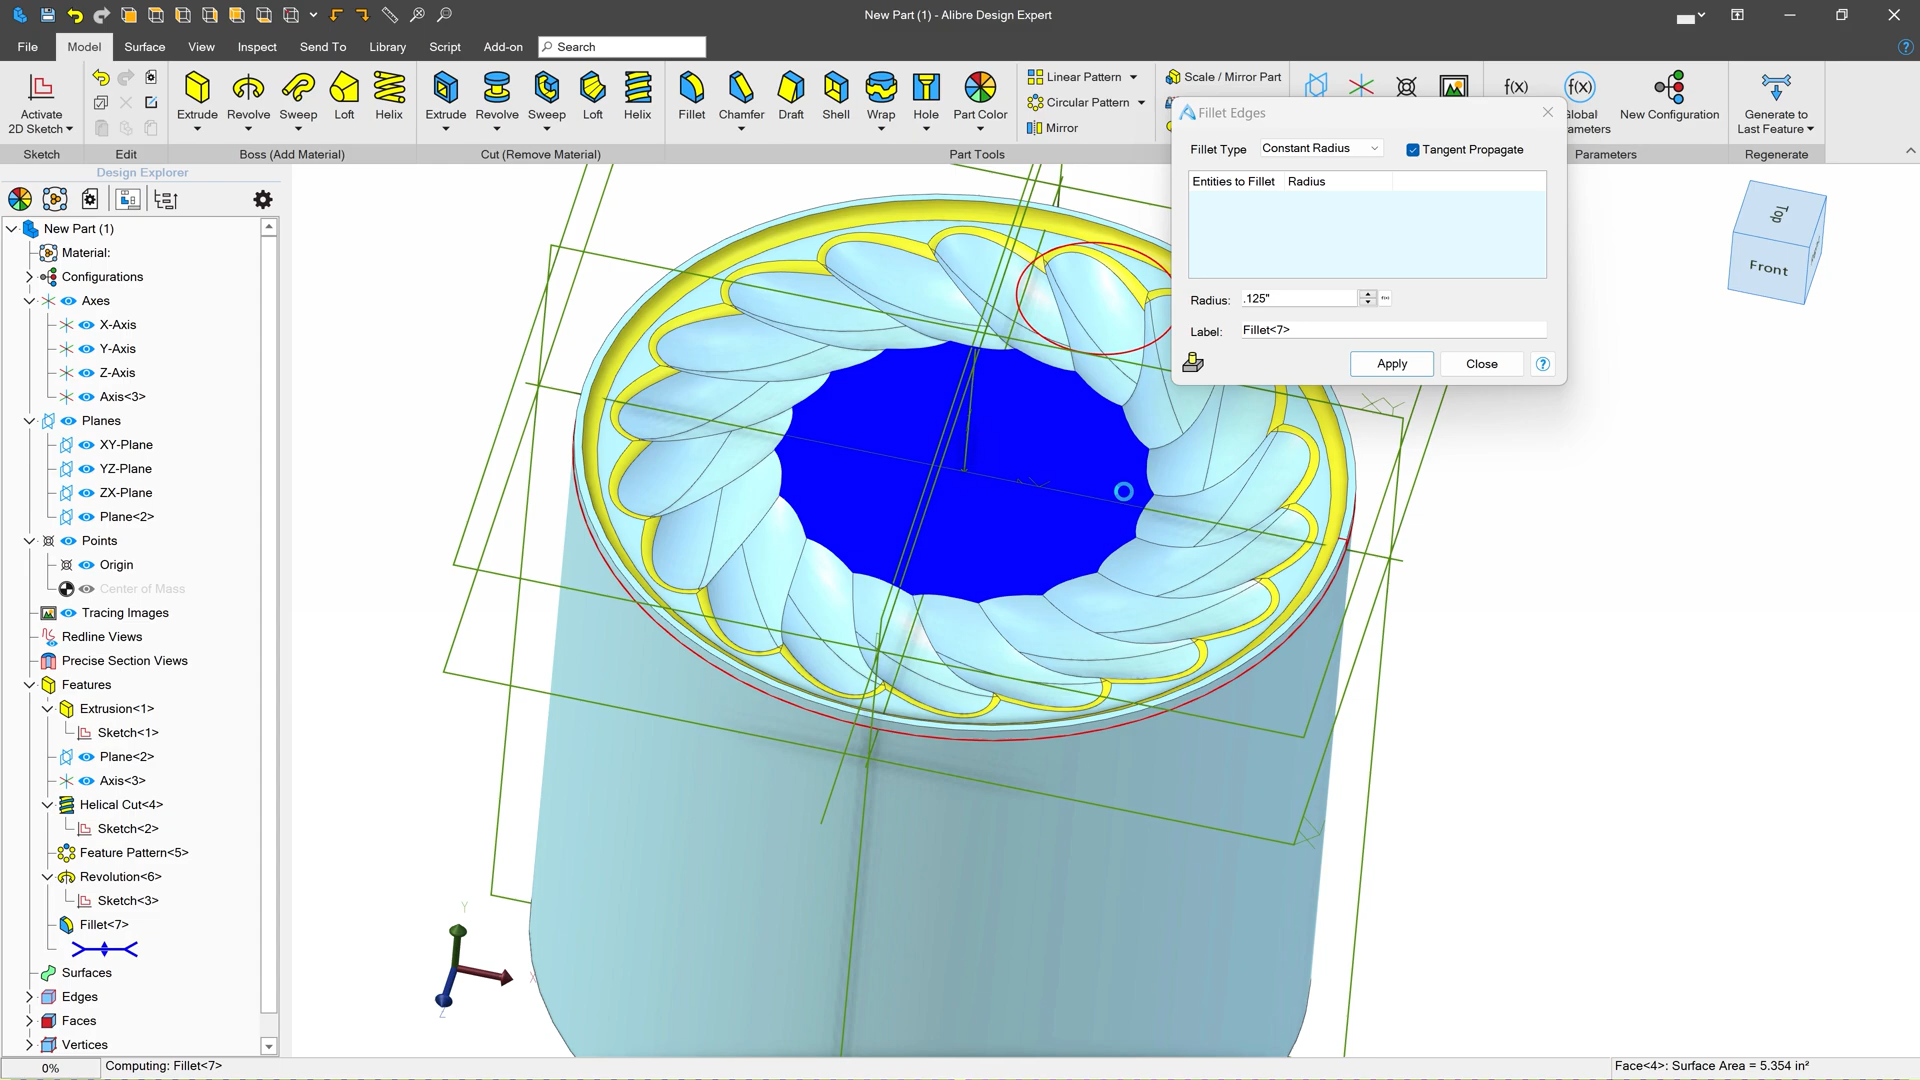 New Part (1) - Alibre Design Expert
File Model Surface View Inspect Send To Library Script Add-on Search
Activate 2D Sketch
Sketch
Edit
Extrude Revolve Sweep Loft Helix
Boss (Add Material)
Extrude Revolve Sweep Loft Helix
Cut (Remove Material)
Fillet Chamfer Draft Shell Wrap Hole Part Color
Linear Pattern
Circular Pattern
Mirror
Scale / Mirror Part
Part Tools
f(x)
f(x)
Global
ameters
New Configuration
Parameters
Generate to
Last Feature
Regenerate
Design Explorer
New Part (1)
Material:
Configurations
Axes
X-Axis
Y-Axis
Z-Axis
Axis<3>
Planes
XY-Plane
YZ-Plane
ZX-Plane
Plane<2>
Points
Origin
Center of Mass
Tracing Images
Redline Views
Precise Section Views
Features
Extrusion<1>
Sketch<1>
Plane<2>
Axis<3>
Helical Cut<4>
Sketch<2>
Feature Pattern<5>
Revolution<6>
Sketch<3>
Fillet<7>
Surfaces
Edges
Faces
Vertices
Fillet Edges
Fillet Type Constant Radius Tangent Propagate
Entities to Fillet Radius
Radius: .125"
Label: Fillet<7>
Apply Close ?
Top
Front
Y
X
Z
0% Computing: Fillet<7>
Face<4>: Surface Area = 5.354 in²